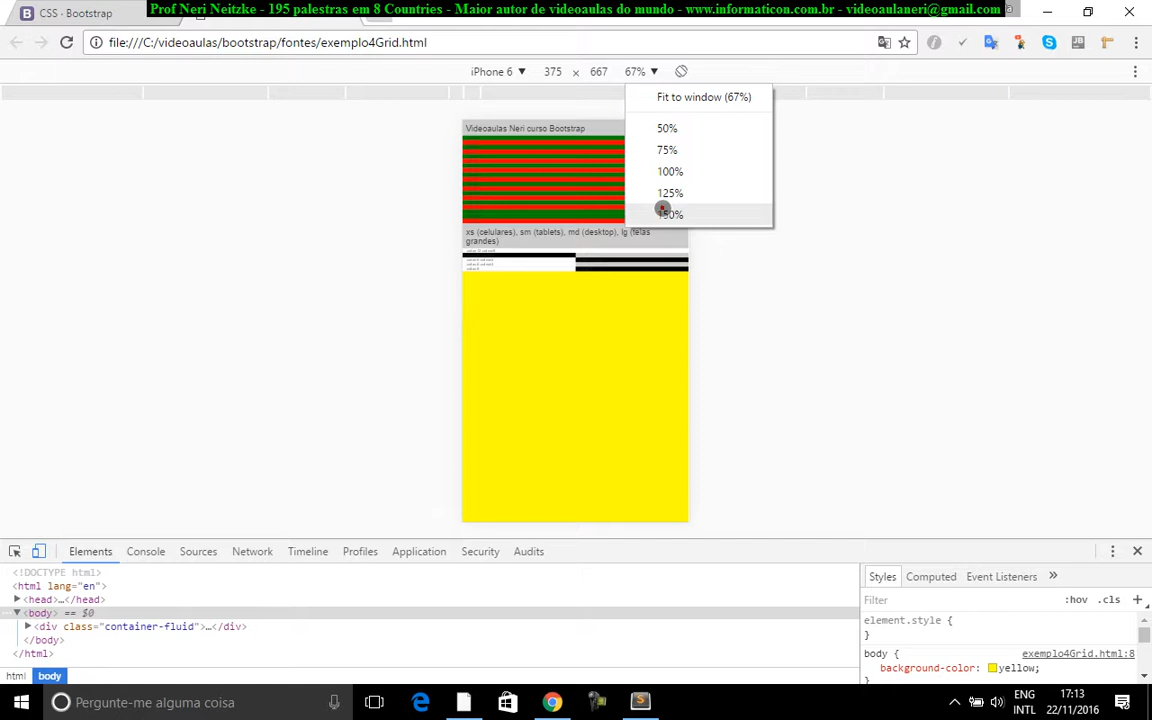 Prof Neri Neitzke - 195 palestras em 8 Countries - Maior autor de videoaulas do mundo - www.informaticon.com.br - videoaulaneri@gmail.com
CSS · Bootstrap
file:///C:/videoaulas/bootstrap/fontes/exemplo4Grid.html
iPhone 6 ▼ 375 × 667 67% ▼
Fit to window (67%)
50%
75%
100%
125%
150%
Videoaulas Neri curso Bootstrap
xs (celulares), sm (tablets), md (desktop), lg (telas
grandes)
Elements Console Sources Network Timeline Profiles Application Security Audits
<!DOCTYPE html>
<html lang="en">
<head>…</head>
<body> == $0
<div class="container-fluid">…</div>
</body>
</html>
html body
Styles Computed Event Listeners »
Filter :hov .cls +
element.style {
}
body { exemplo4Grid.html:8
background-color: yellow;
Pergunte-me alguma coisa
ENG 17:13
INTL 22/11/2016